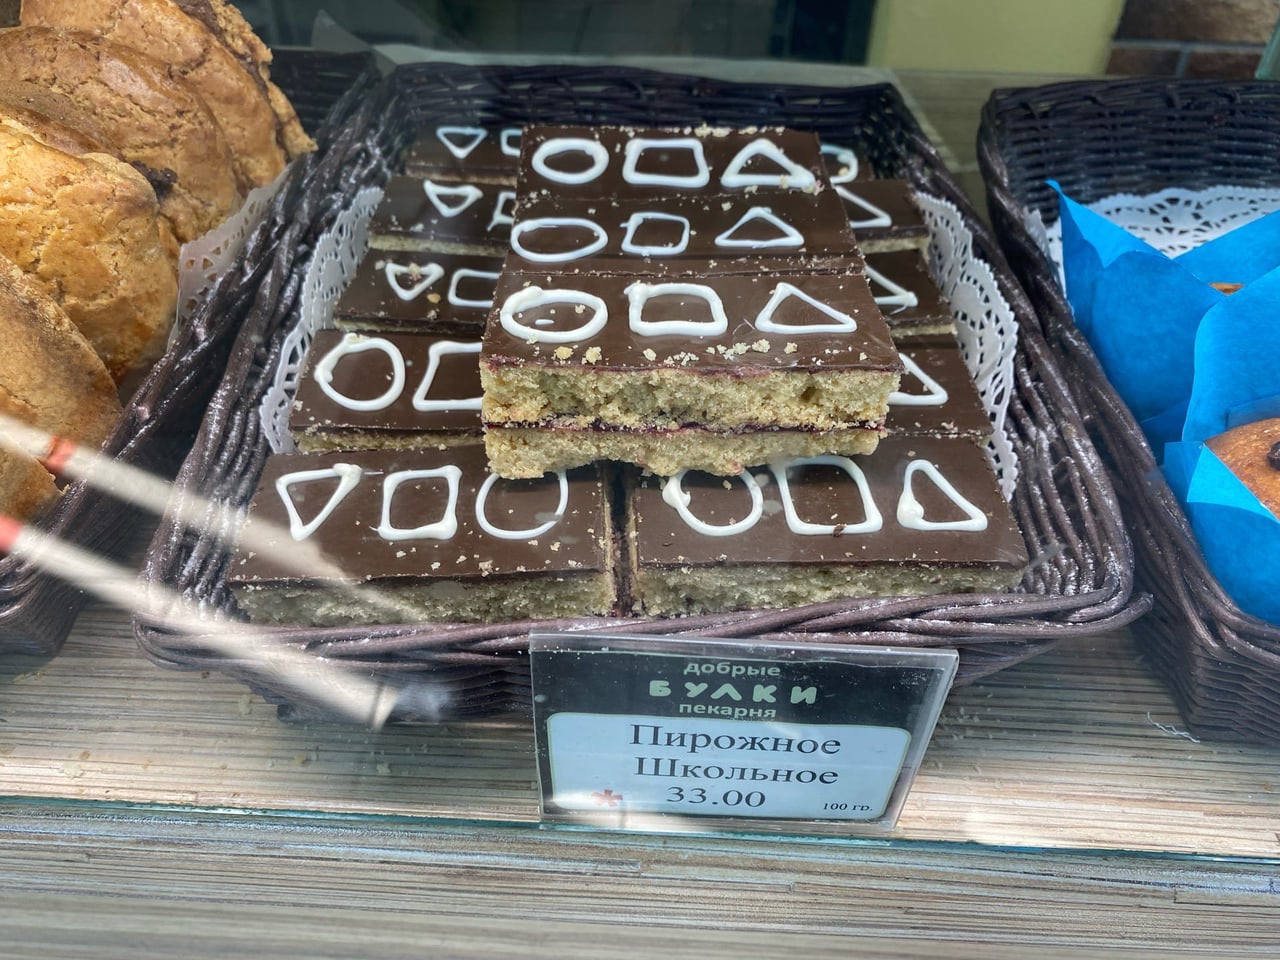 добрые
БУЛКИ
пекарня
Пирожное
Школьное
33.00
100 гр.